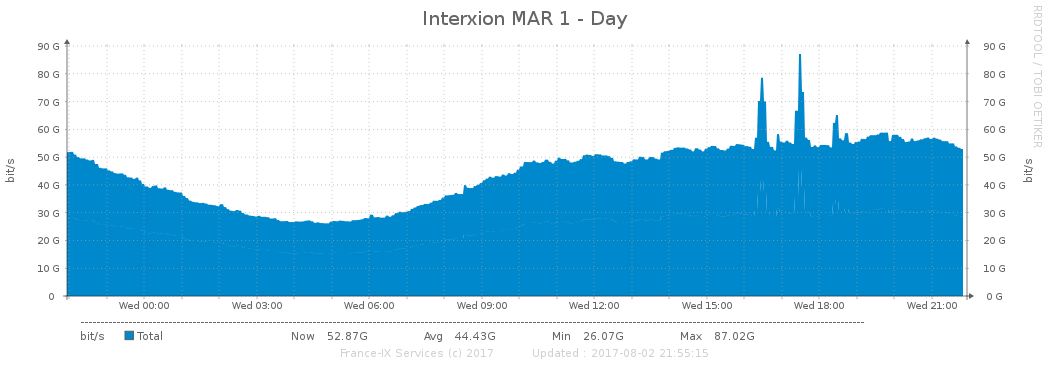 Interxion MAR 1 - Day
RRDTOOL / TOBI OETIKER
bit/s
90 G 90 G
80 G 80 G
70 G 70 G
60 G 60 G
50 G 50 G
40 G 40 G
30 G 30 G
20 G 20 G
10 G 10 G
0 0 G
bit/s
Wed 00:00 Wed 03:00 Wed 06:00 Wed 09:00 Wed 12:00 Wed 15:00 Wed 18:00 Wed 21:00
bit/s Total Now 52.87G Avg 44.43G Min 26.07G Max 87.02G
France-IX Services (c) 2017 Updated : 2017-08-02 21:55:15